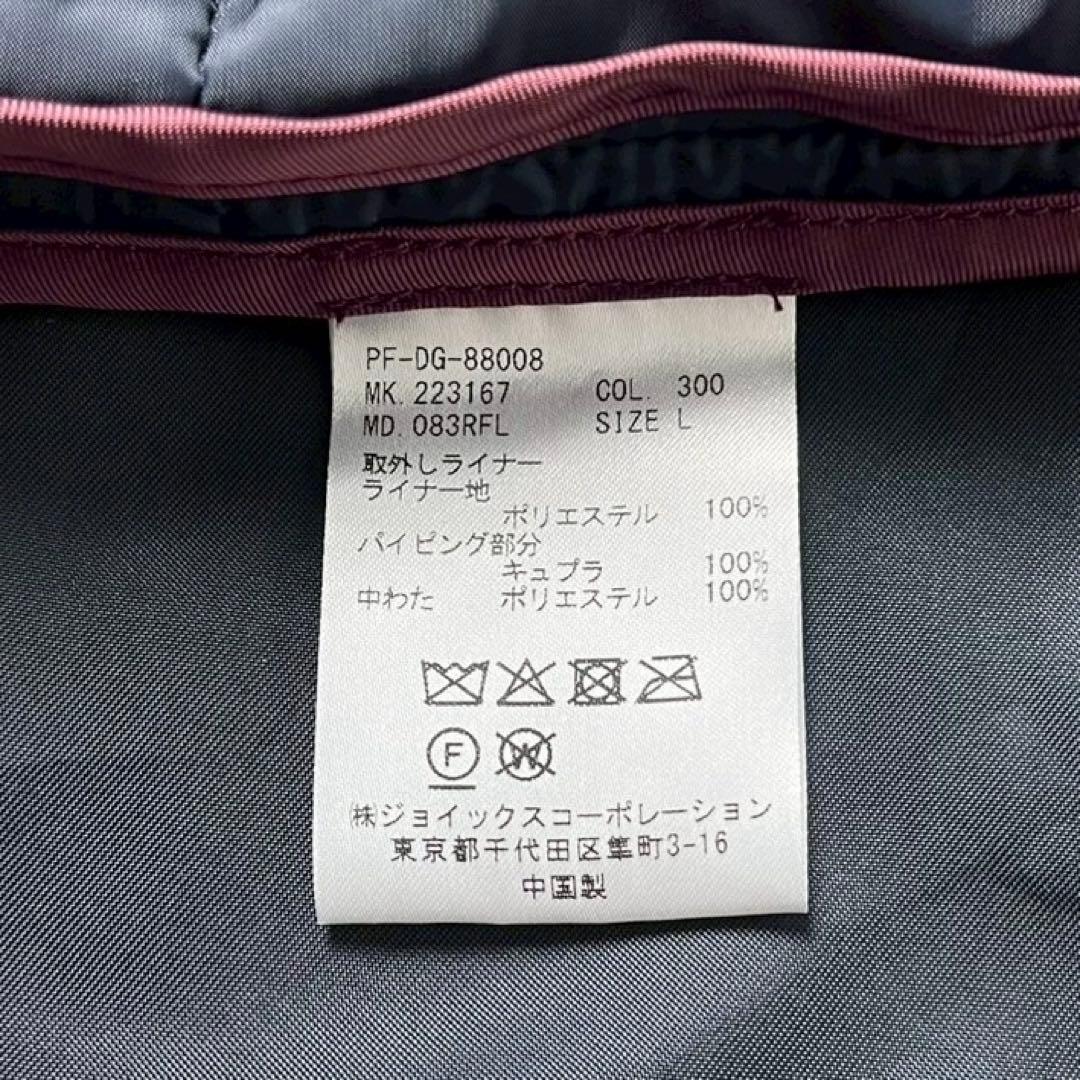 PF-DG-88008
MK. 223167 COL. 300
MD. 083RFL SIZE L
取外しライナー
ライナー地
ポリエステル 100%
パイピング部分
キュプラ 100%
中わた ポリエステル 100%
F W
㈱ジョイックスコーポレーション
東京都千代田区隼町3-16
中国製